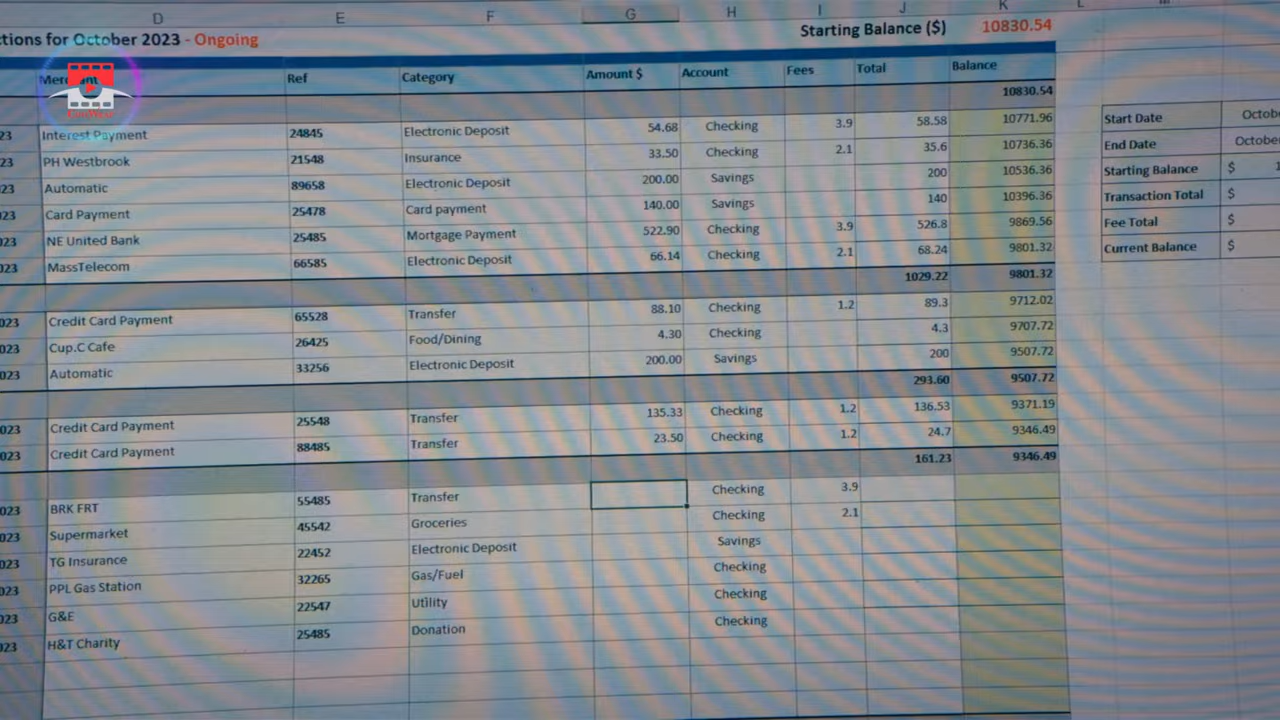 D E F G H I J K L
ctions for October 2023 - Ongoing Starting Balance ($) 10830.54
Merchant Ref Category Amount $ Account Fees Total Balance
10830.54
23 Interest Payment 24845 Electronic Deposit 54.68 Checking 3.9 58.58 10771.96
23 PH Westbrook 21548 Insurance 33.50 Checking 2.1 35.6 10736.36
23 Automatic 89658 Electronic Deposit 200.00 Savings 200 10536.36
023 Card Payment 25478 Card payment 140.00 Savings 140 10396.36
023 NE United Bank 25485 Mortgage Payment 522.90 Checking 3.9 526.8 9869.56
023 MassTelecom 66585 Electronic Deposit 66.14 Checking 2.1 68.24 9801.32
1029.22 9801.32
023 Credit Card Payment 65528 Transfer 88.10 Checking 1.2 89.3 9712.02
023 Cup.C Cafe 26425 Food/Dining 4.30 Checking 4.3 9707.72
023 Automatic 33256 Electronic Deposit 200.00 Savings 200 9507.72
293.60 9507.72
023 Credit Card Payment 25548 Transfer 135.33 Checking 1.2 136.53 9371.19
023 Credit Card Payment 88485 Transfer 23.50 Checking 1.2 24.7 9346.49
161.23 9346.49
023 BRK FRT 55485 Transfer Checking 3.9
023 Supermarket 45542 Groceries Checking 2.1
023 TG Insurance 22452 Electronic Deposit Savings
023 PPL Gas Station 32265 Gas/Fuel Checking
023 G&E 22547 Utility Checking
023 H&T Charity 25485 Donation Checking
Start Date Octob
End Date October
Starting Balance $ 1
Transaction Total $
Fee Total $
Current Balance $